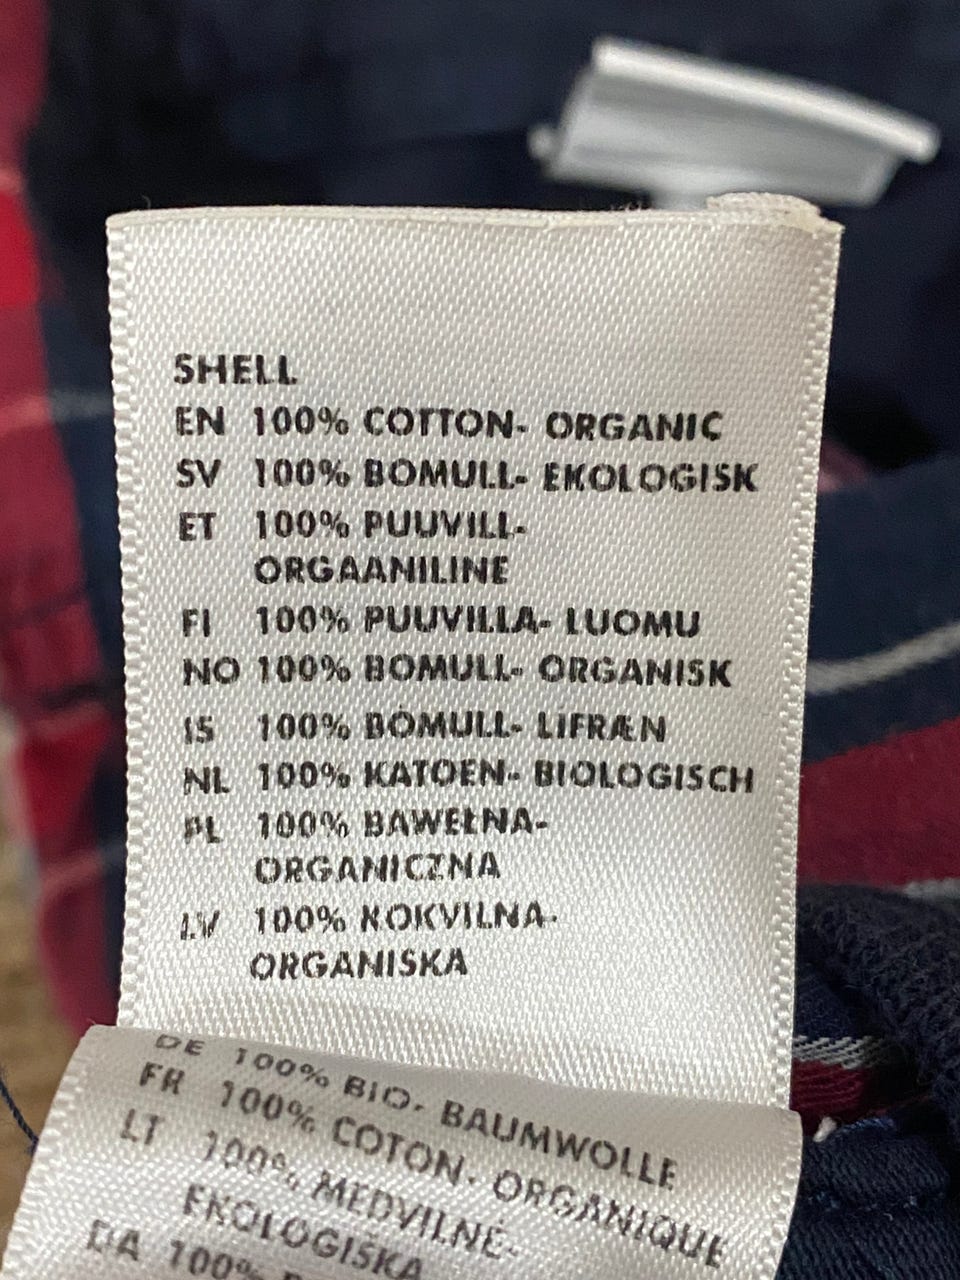 SHELL
EN 100% COTTON- ORGANIC
SV 100% BOMULL- EKOLOGISK
ET 100% PUUVILL-
ORGAANILINE
FI 100% PUUVILLA- LUOMU
NO 100% BOMULL- ORGANISK
IS 100% BÓMULL- LÍFRÆN
NL 100% KATOEN- BIOLOGISCH
PL 100% BAWEŁNA-
ORGANICZNA
LV 100% KOKVILNA-
ORGANISKA
DE 100% BIO- BAUMWOLLE
FR 100% COTON- ORGANIQUE
LT 100% MEDVILNĖ-
EKOLOGIŠKA
DA 100%